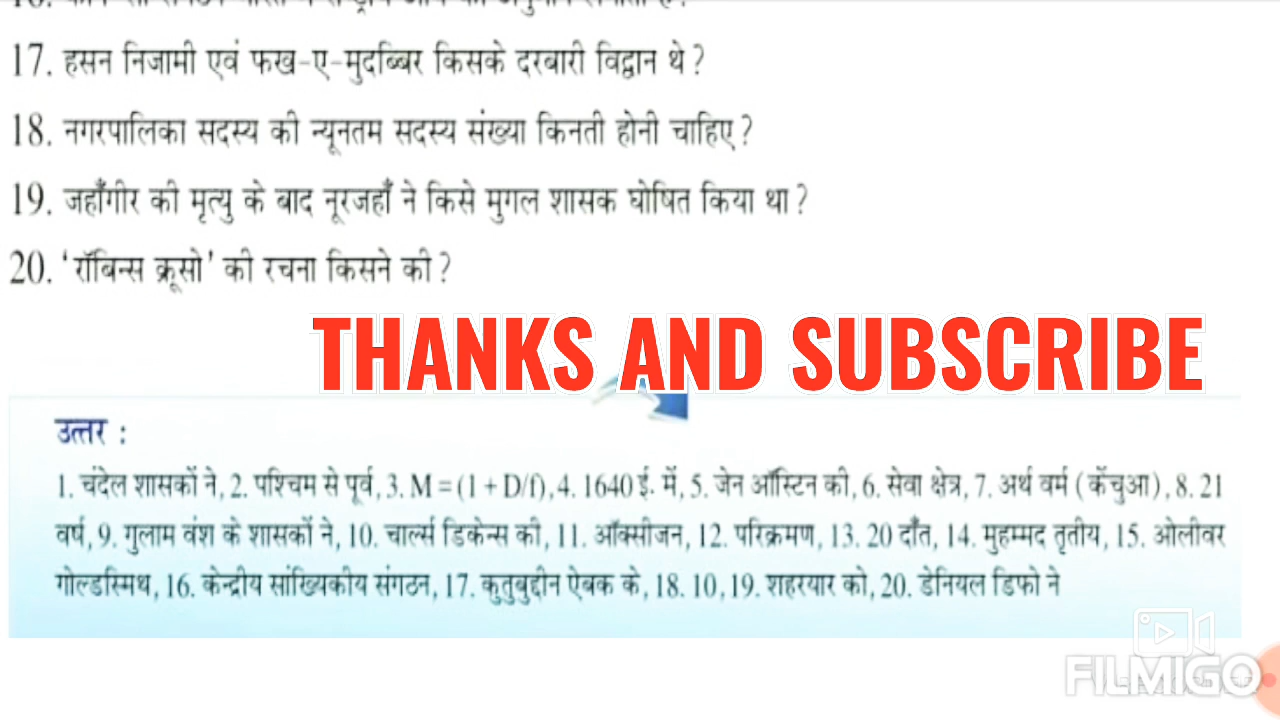 17. हसन निजामी एवं फख-ए-मुदब्बिर किसके दरबारी विद्वान थे?
18. नगरपालिका सदस्य की न्यूनतम सदस्य संख्या कितनी होनी चाहिए?
19. जहाँगीर की मृत्यु के बाद नूरजहाँ ने किसे मुगल शासक घोषित किया था?
20. 'रॉबिन्स क्रूसो' की रचना किसने की?
THANKS AND SUBSCRIBE
उत्तर :
1. चंदेल शासकों ने, 2. पश्चिम से पूर्व, 3. M = (1 + D/f), 4. 1640 ई. में, 5. जेन ऑस्टिन की, 6. सेवा क्षेत्र, 7. अर्थ वर्म (केंचुआ), 8. 21
वर्ष, 9. गुलाम वंश के शासकों ने, 10. चार्ल्स डिकेन्स की, 11. ऑक्सीजन, 12. परिक्रमण, 13. 20 दाँत, 14. मुहम्मद तृतीय, 15. ओलीवर
गोल्डस्मिथ, 16. केन्द्रीय सांख्यिकीय संगठन, 17. कुतुबुद्दीन ऐबक के, 18. 10, 19. शहरयार को, 20. डेनियल डिफो ने
FILMIGO